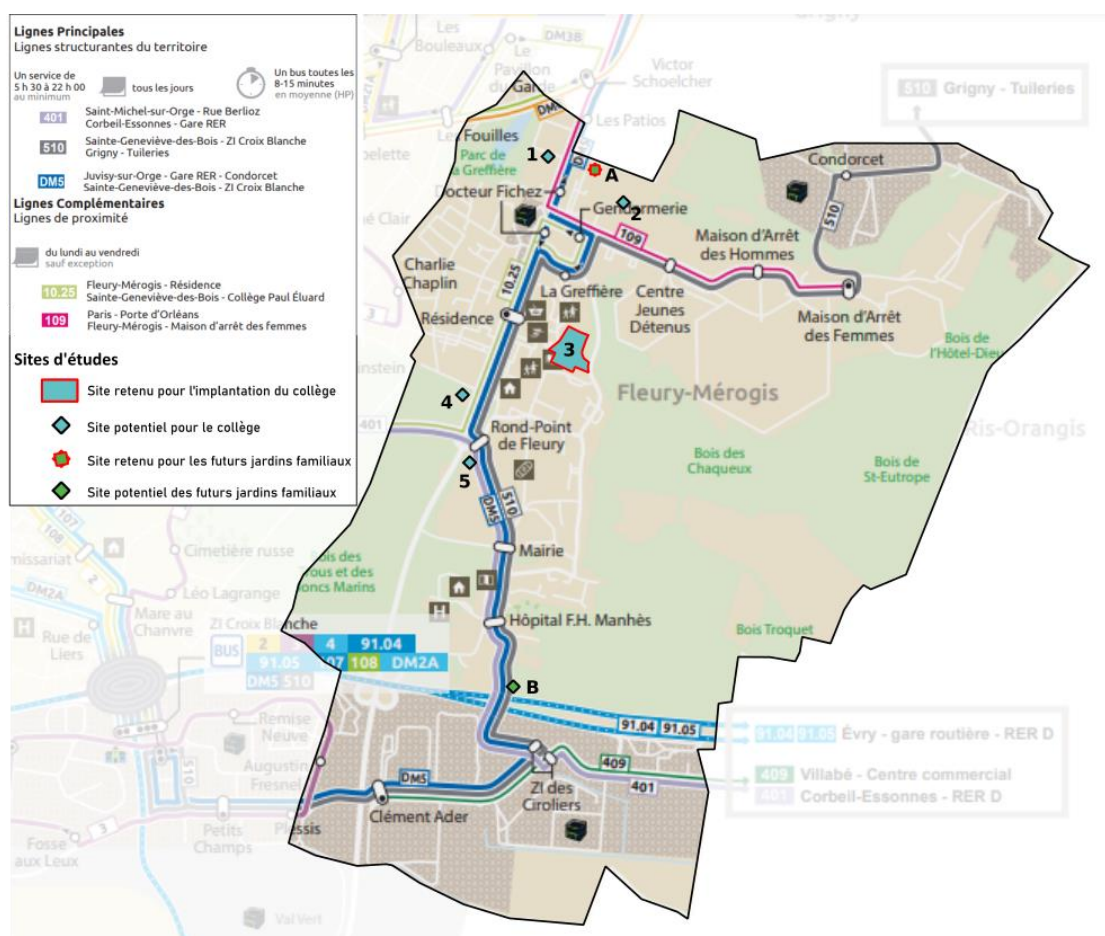 Lignes Principales
Lignes structurantes du territoire
Un service de
5 h 30 à 22 h 00
au minimum
tous les jours
Un bus toutes les
8-15 minutes
en moyenne (HP)
401
Saint-Michel-sur-Orge - Rue Berlioz
Corbeil-Essonnes - Gare RER
510
Sainte-Geneviève-des-Bois - ZI Croix Blanche
Grigny - Tuileries
DM5
Juvisy-sur-Orge - Gare RER - Condorcet
Sainte-Geneviève-des-Bois - ZI Croix Blanche
Lignes Complémentaires
Lignes de proximité
du lundi au vendredi
sauf exception
10.25
Fleury-Mérogis - Résidence
Sainte-Geneviève-des-Bois - Collège Paul Éluard
109
Paris - Porte d'Orléans
Fleury-Mérogis - Maison d'arrêt des femmes
Sites d'études
Site retenu pour l'implantation du collège
Site potentiel pour le collège
Site retenu pour les futurs jardins familiaux
Site potentiel des futurs jardins familiaux
Grigny
Les
Bouleaux
DM3B
Le
Pavillon
du Garde
Victor
Schoelcher
510 Grigny - Tuileries
DM
Les Patios
Les Fouilles
1
Parc de
la Greffière
A
2
Condorcet
510
Docteur Fichez
Gendarmerie
109
Maison d'Arrêt
des Hommes
Charlie
Chaplin
10.25
La Greffière
Centre
Jeunes
Détenus
Maison d'Arrêt
des Femmes
Résidence
3
Bois de
l'Hôtel-Dieu
Fleury-Mérogis
4
401
Rond-Point
de Fleury
Ris-Orangis
Bois des
Chaqueux
Bois de
St-Eutrope
5
DM5
510
107
108
2
Cimetière russe
Mairie
DM2A
Léo Lagrange
Mare au
Chanvre
H
Hôpital F.H. Manhès
Bois Troquet
H
Rue de
Liers
ZI Croix Blanche
BUS
2
4
91.04
91.05
108
DM2A
DM5 510
B
91.04
91.05
91.04 91.05 Évry - gare routière - RER D
Remise
Neuve
Augustin
Fresnel
510
DM5
409
401
409 Villabé - Centre commercial
401 Corbeil-Essonnes - RER D
ZI des
Ciroliers
Clément Ader
3
Petits
Champs
Plessis
Fosse
aux Leux
Val Vert